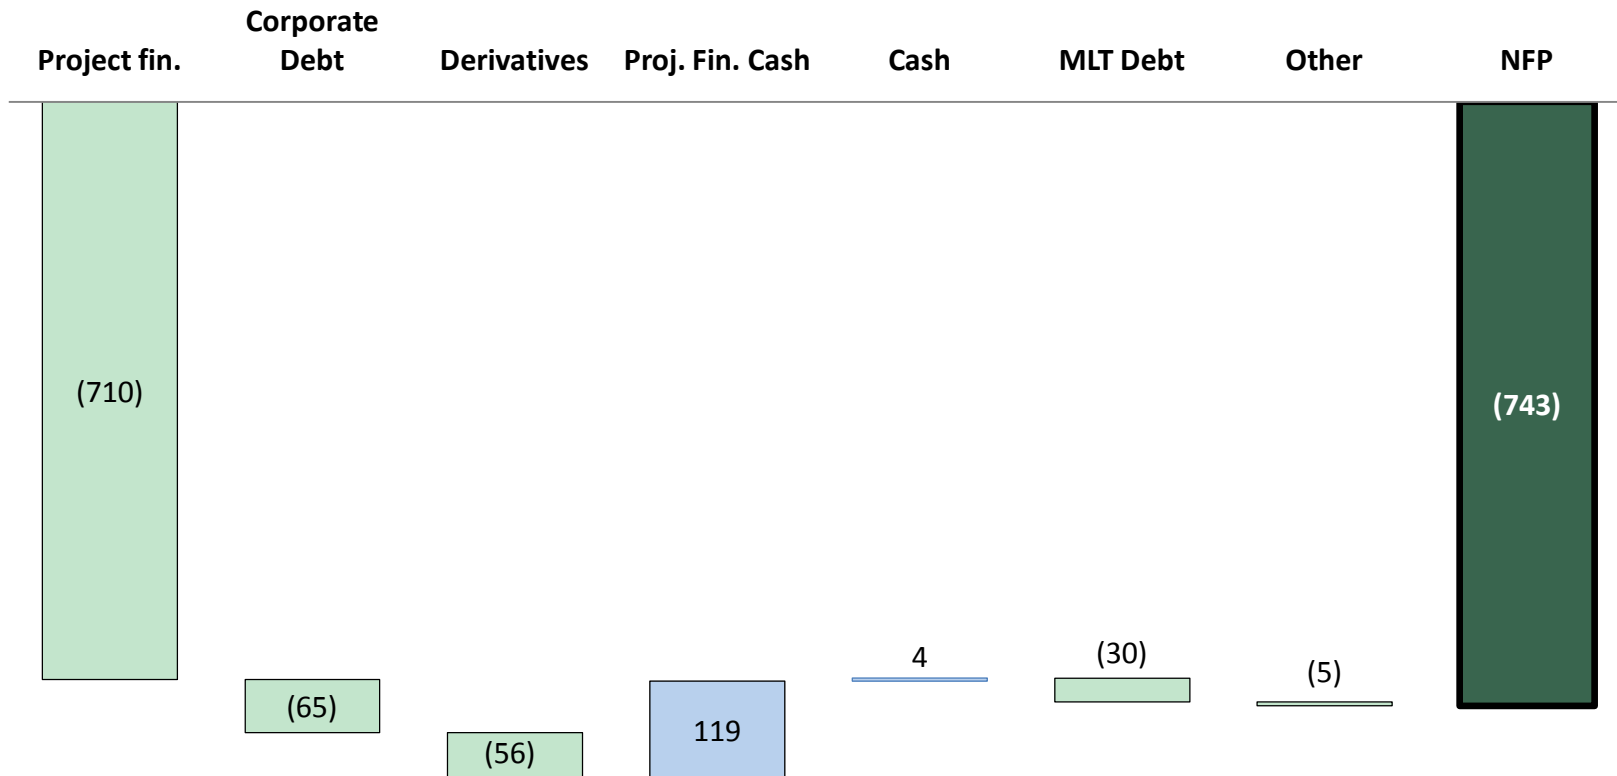 Project fin.
Corporate
Debt
Derivatives
Proj. Fin. Cash
Cash
MLT Debt
Other
NFP
(710)
(65)
(56)
119
4
(30)
(5)
(743)